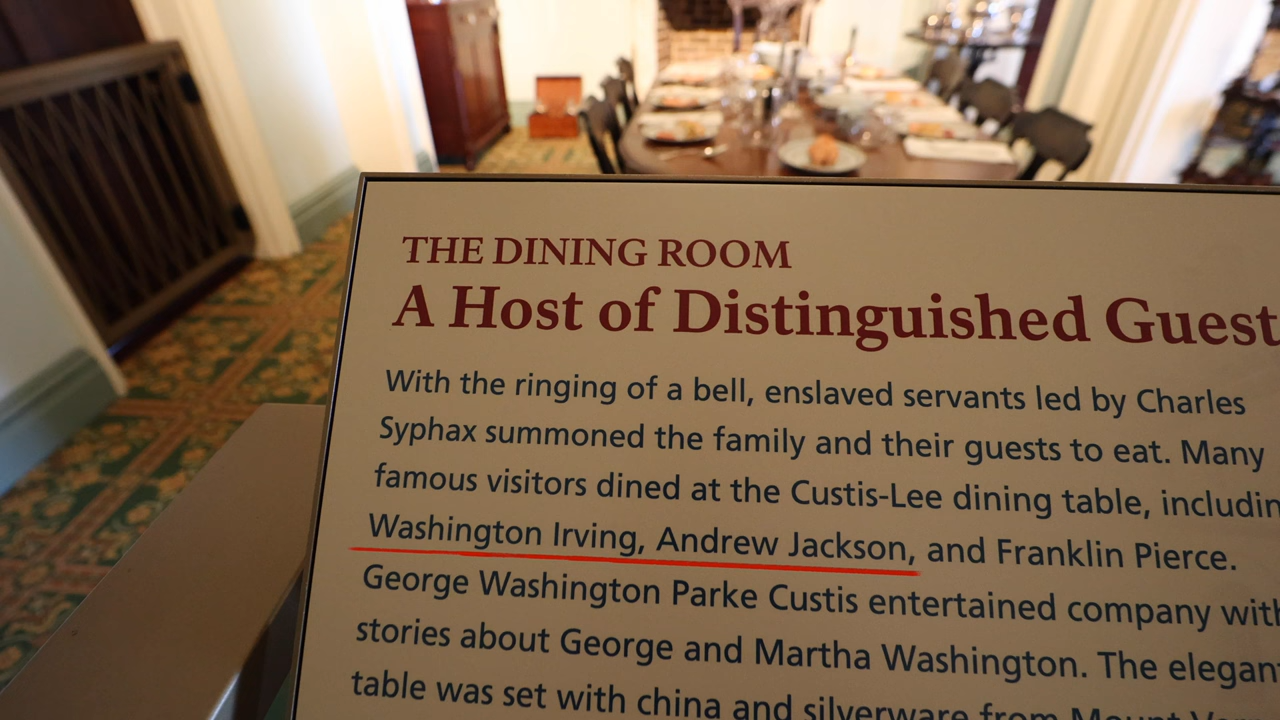 THE DINING ROOM
A Host of Distinguished Guest
With the ringing of a bell, enslaved servants led by Charles
Syphax summoned the family and their guests to eat. Many
famous visitors dined at the Custis-Lee dining table, includin
Washington Irving, Andrew Jackson, and Franklin Pierce.
George Washington Parke Custis entertained company with
stories about George and Martha Washington. The elegan
table was set with china and silverware from Mount